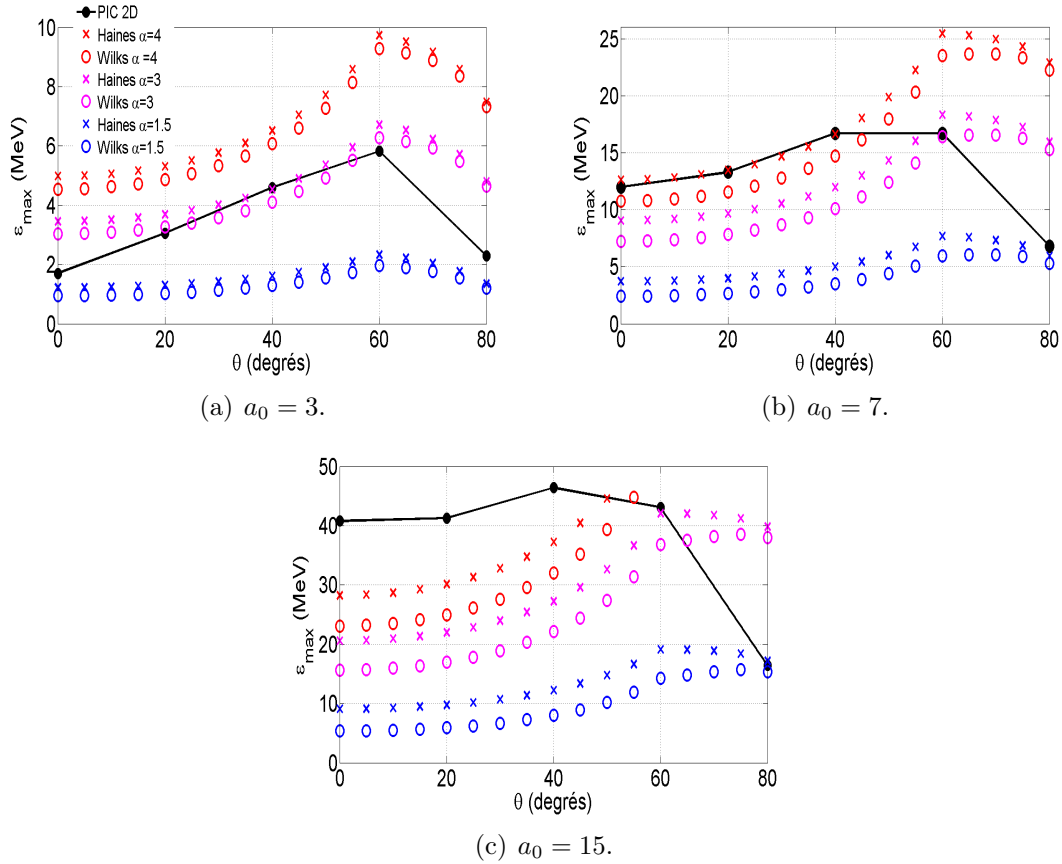 PIC 2D
Haines α=4
Wilks α=4
Haines α=3
Wilks α=3
Haines α=1.5
Wilks α=1.5
10
8
6
4
2
0
ε_max (MeV)
0 20 40 60 80
θ (degrés)
(a) a₀ = 3.
25
20
15
10
5
0
ε_max (MeV)
0 20 40 60 80
θ (degrés)
(b) a₀ = 7.
50
40
30
20
10
0
ε_max (MeV)
0 20 40 60 80
θ (degrés)
(c) a₀ = 15.